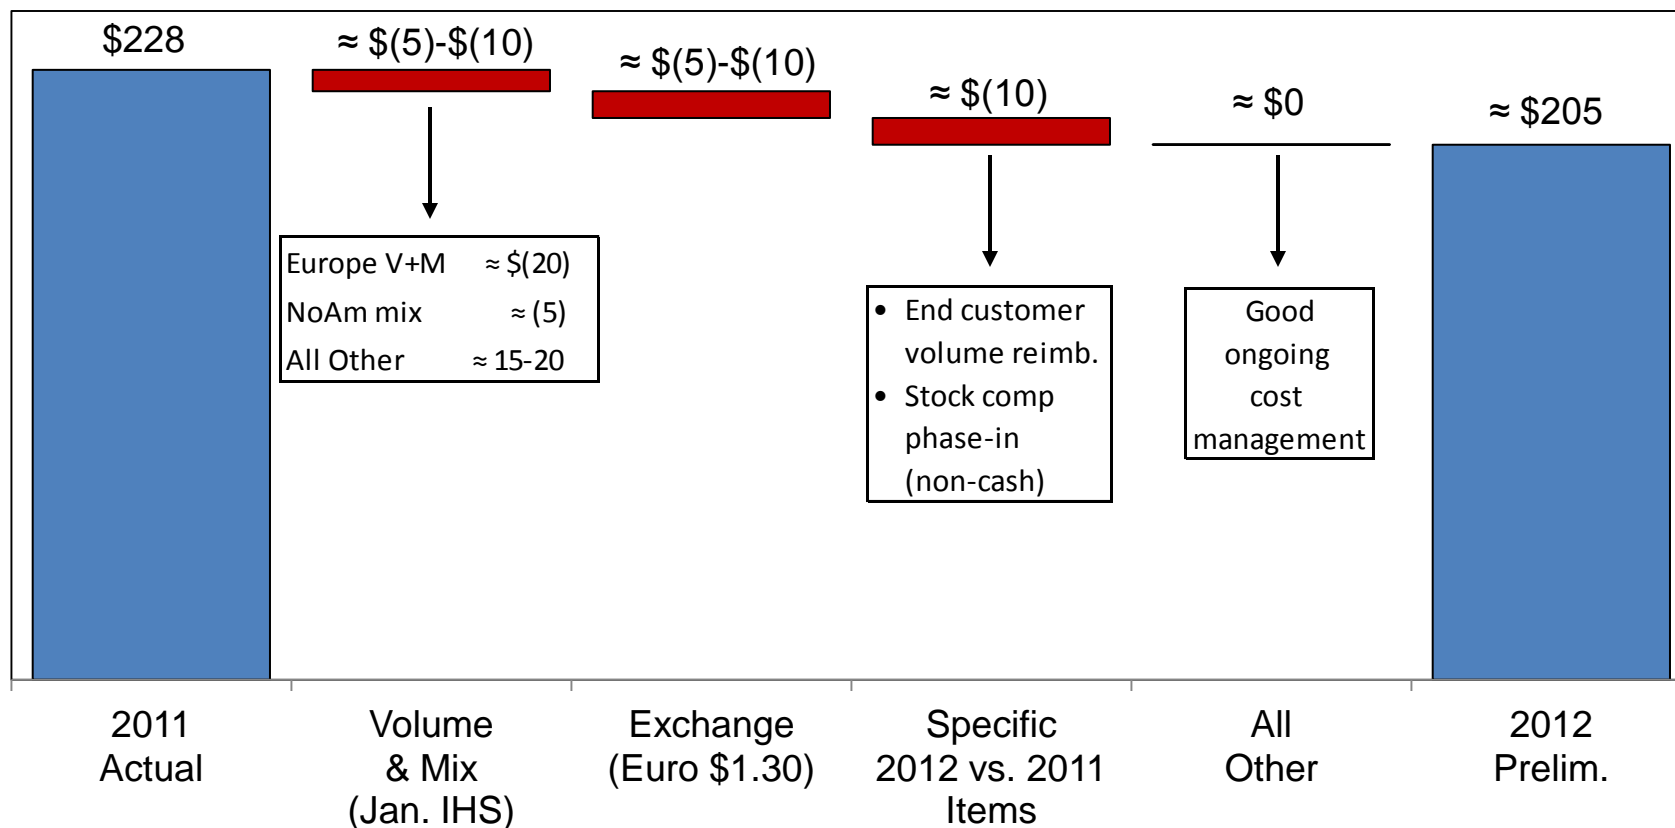 $228
≈ $(5)-$(10)
≈ $(5)-$(10)
≈ $(10)
≈ $0
≈ $205
Europe V+M ≈ $(20)
NoAm mix ≈ (5)
All Other ≈ 15-20
• End customer
volume reimb.
• Stock comp
phase-in
(non-cash)
Good
ongoing
cost
management
2011
Actual
Volume
& Mix
(Jan. IHS)
Exchange
(Euro $1.30)
Specific
2012 vs. 2011
Items
All
Other
2012
Prelim.